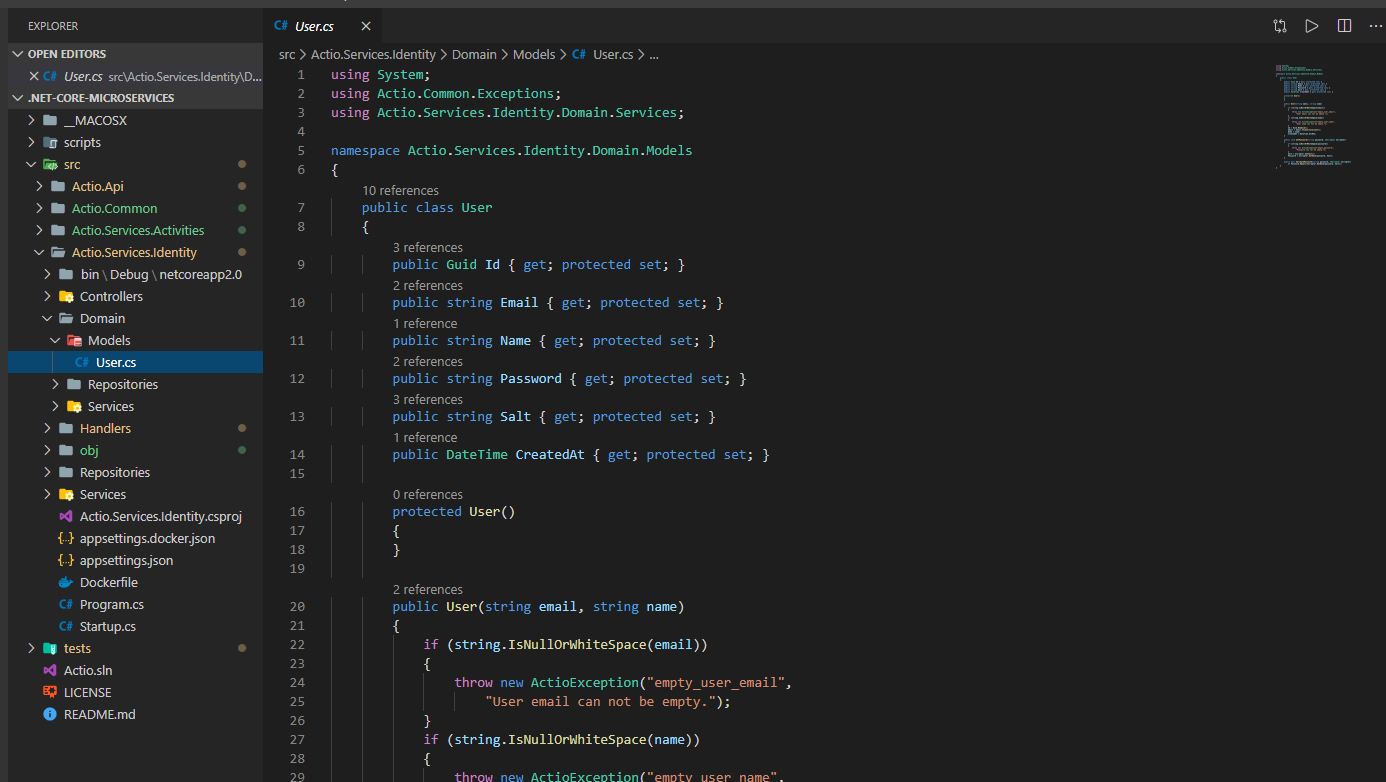 EXPLORER
OPEN EDITORS
C# User.cs src\Actio.Services.Identity\D...
.NET-CORE-MICROSERVICES
__MACOSX
scripts
src
Actio.Api
Actio.Common
Actio.Services.Activities
Actio.Services.Identity
bin \ Debug \ netcoreapp2.0
Controllers
Domain
Models
C# User.cs
Repositories
Services
Handlers
obj
Repositories
Services
Actio.Services.Identity.csproj
{..} appsettings.docker.json
{..} appsettings.json
Dockerfile
C# Program.cs
C# Startup.cs
tests
Actio.sln
LICENSE
README.md
C# User.cs
src > Actio.Services.Identity > Domain > Models > C# User.cs > ...
1 using System;
2 using Actio.Common.Exceptions;
3 using Actio.Services.Identity.Domain.Services;
4
5 namespace Actio.Services.Identity.Domain.Models
6 {
10 references
7 public class User
8 {
3 references
9 public Guid Id { get; protected set; }
2 references
10 public string Email { get; protected set; }
1 reference
11 public string Name { get; protected set; }
2 references
12 public string Password { get; protected set; }
3 references
13 public string Salt { get; protected set; }
1 reference
14 public DateTime CreatedAt { get; protected set; }
15
0 references
16 protected User()
17 {
18 }
19
2 references
20 public User(string email, string name)
21 {
22 if (string.IsNullOrWhiteSpace(email))
23 {
24 throw new ActioException("empty_user_email",
25 "User email can not be empty.");
26 }
27 if (string.IsNullOrWhiteSpace(name))
28 {
29 throw new ActioException("empty_user_name",